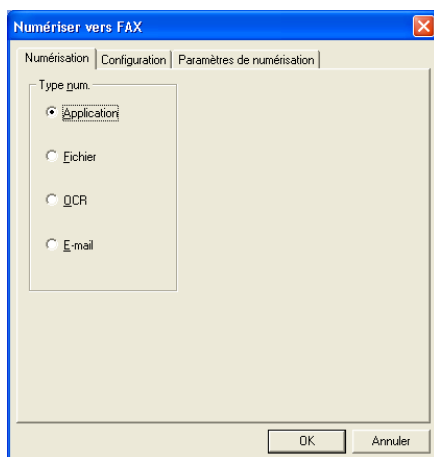 Numériser vers FAX
Numérisation Configuration Paramètres de numérisation
Type num.
Application
Fichier
OCR
E-mail
OK Annuler